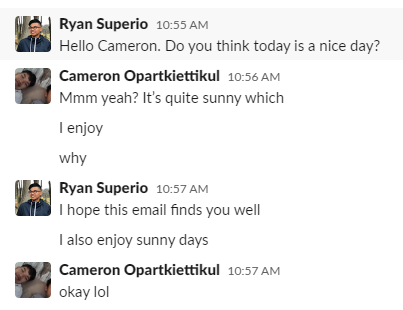 Ryan Superio 10:55 AM
Hello Cameron. Do you think today is a nice day?
Cameron Opartkiettikul 10:56 AM
Mmm yeah? It's quite sunny which
I enjoy
why
Ryan Superio 10:57 AM
I hope this email finds you well
I also enjoy sunny days
Cameron Opartkiettikul 10:57 AM
okay lol